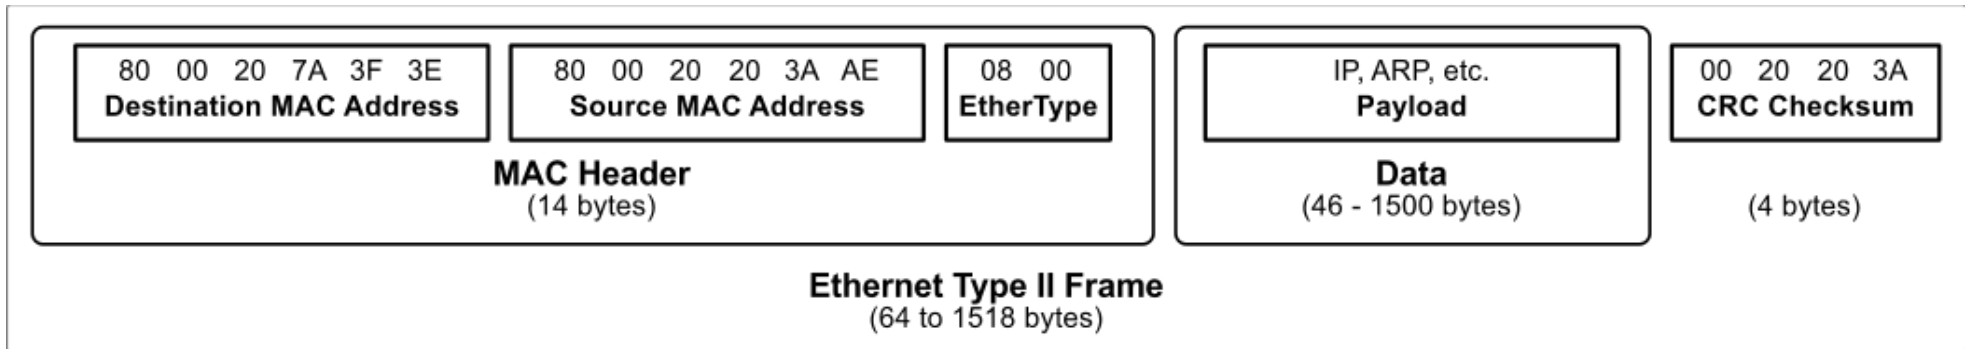 80 00 20 7A 3F 3E
Destination MAC Address
80 00 20 20 3A AE
Source MAC Address
08 00
EtherType
MAC Header
(14 bytes)
IP, ARP, etc.
Payload
Data
(46 - 1500 bytes)
00 20 20 3A
CRC Checksum
(4 bytes)
Ethernet Type II Frame
(64 to 1518 bytes)